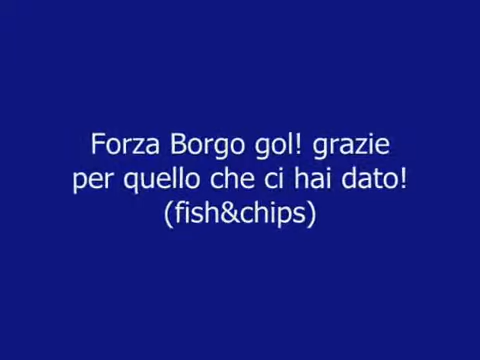 Forza Borgo gol! grazie
per quello che ci hai dato!
(fish&chips)